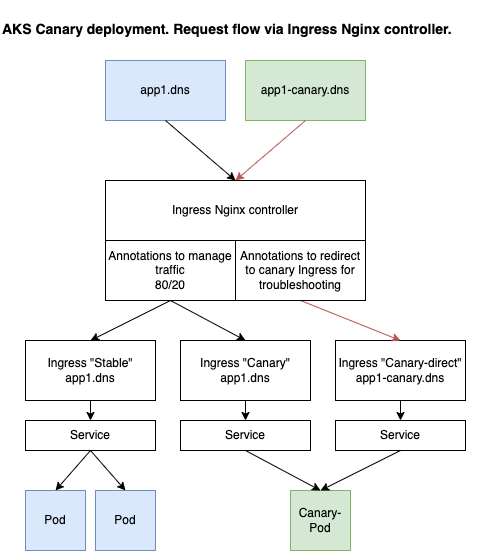 AKS Canary deployment. Request flow via Ingress Nginx controller.
app1.dns
app1-canary.dns
Ingress Nginx controller
Annotations to manage
traffic
80/20
Annotations to redirect
to canary Ingress for
troubleshooting
Ingress "Stable"
app1.dns
Ingress "Canary"
app1.dns
Ingress "Canary-direct"
app1-canary.dns
Service
Service
Service
Pod
Pod
Canary-
Pod